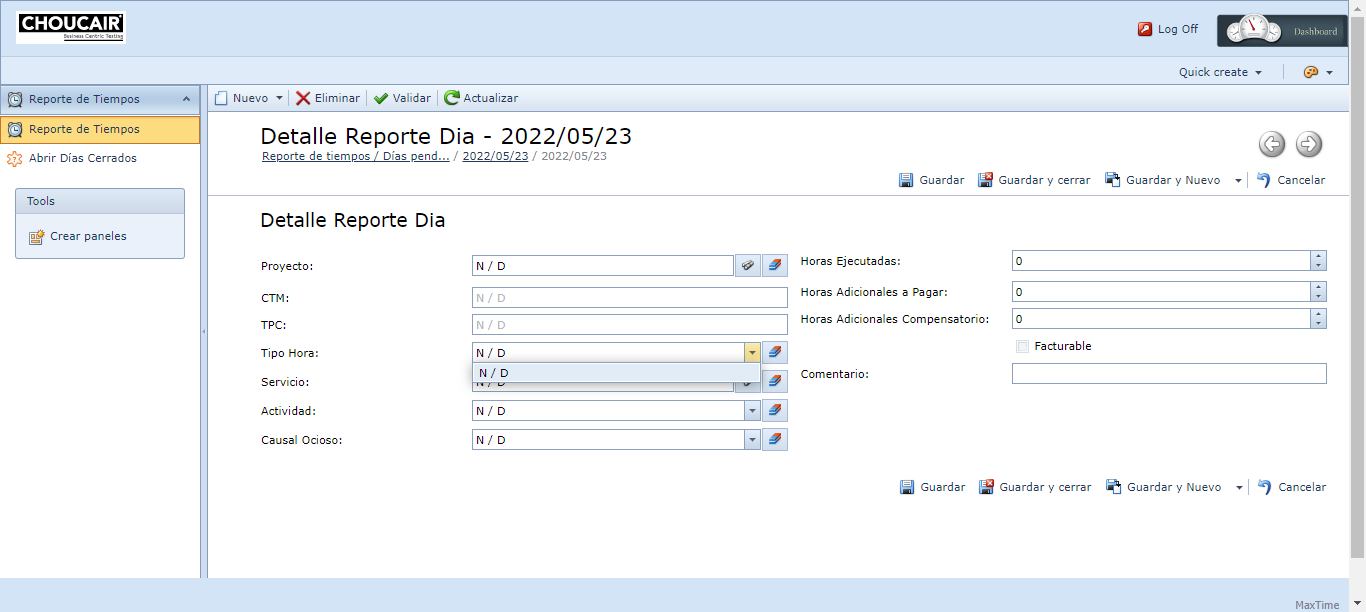 CHOUCAIR
Business Centric Testing
Log Off
Dashboard
Quick create
Reporte de Tiempos
Reporte de Tiempos
Abrir Días Cerrados
Tools
Crear paneles
Nuevo
Eliminar
Validar
Actualizar
Detalle Reporte Dia - 2022/05/23
Reporte de tiempos / Días pend... / 2022/05/23 / 2022/05/23
Guardar
Guardar y cerrar
Guardar y Nuevo
Cancelar
Detalle Reporte Dia
Proyecto:
N / D
CTM:
N / D
TPC:
N / D
Tipo Hora:
N / D
N / D
Servicio:
N / D
Actividad:
N / D
Causal Ocioso:
N / D
Horas Ejecutadas:
0
Horas Adicionales a Pagar:
0
Horas Adicionales Compensatorio:
0
Facturable
Comentario:
Guardar
Guardar y cerrar
Guardar y Nuevo
Cancelar
MaxTime